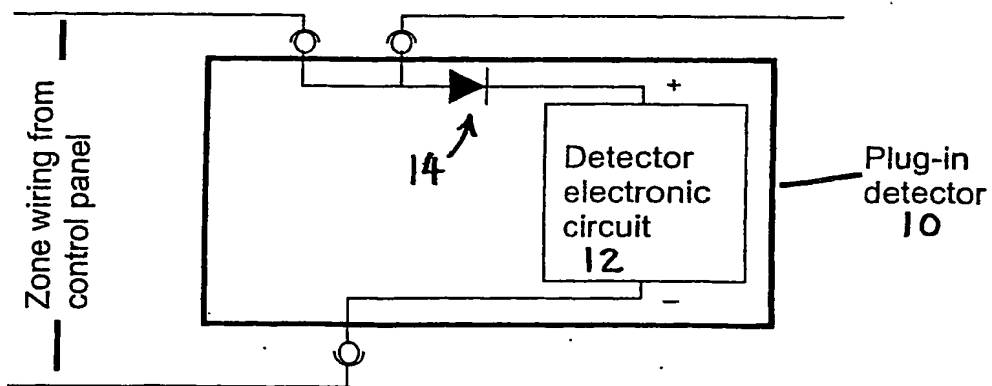 Zone wiring from
control panel
14
+
Detector
electronic
circuit
12
−
Plug-in
detector
10